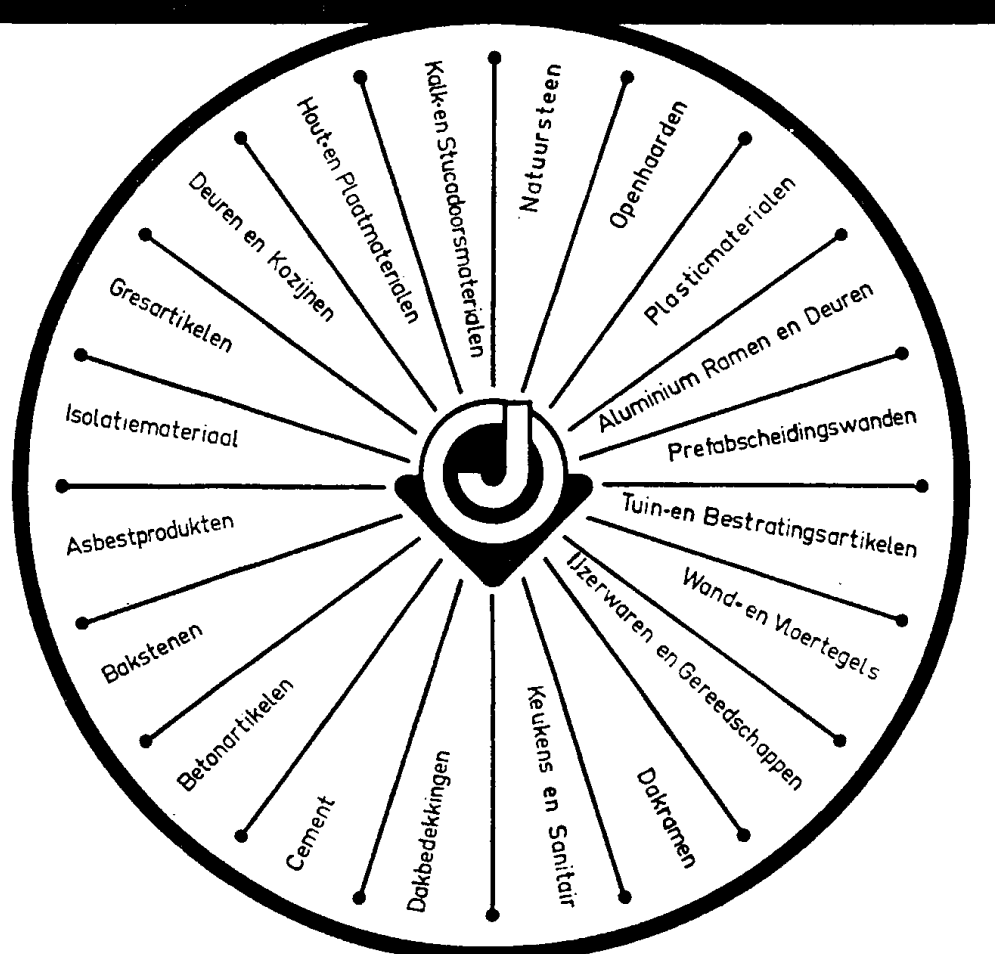 Natuursteen
Openhaarden
Plasticmaterialen
Aluminium Ramen en Deuren
Prefabscheidingswanden
Tuin-en Bestratingsartikelen
Wand-en Vloertegels
IJzerwaren en Gereedschappen
Dakramen
Keukens en Sanitair
Dakbedekkingen
Cement
Betonartikelen
Bakstenen
Asbestprodukten
Isolatiemateriaal
Gresartikelen
Deuren en Kozijnen
Hout-en Plaatmaterialen
Kalk-en Stucadoorsmaterialen